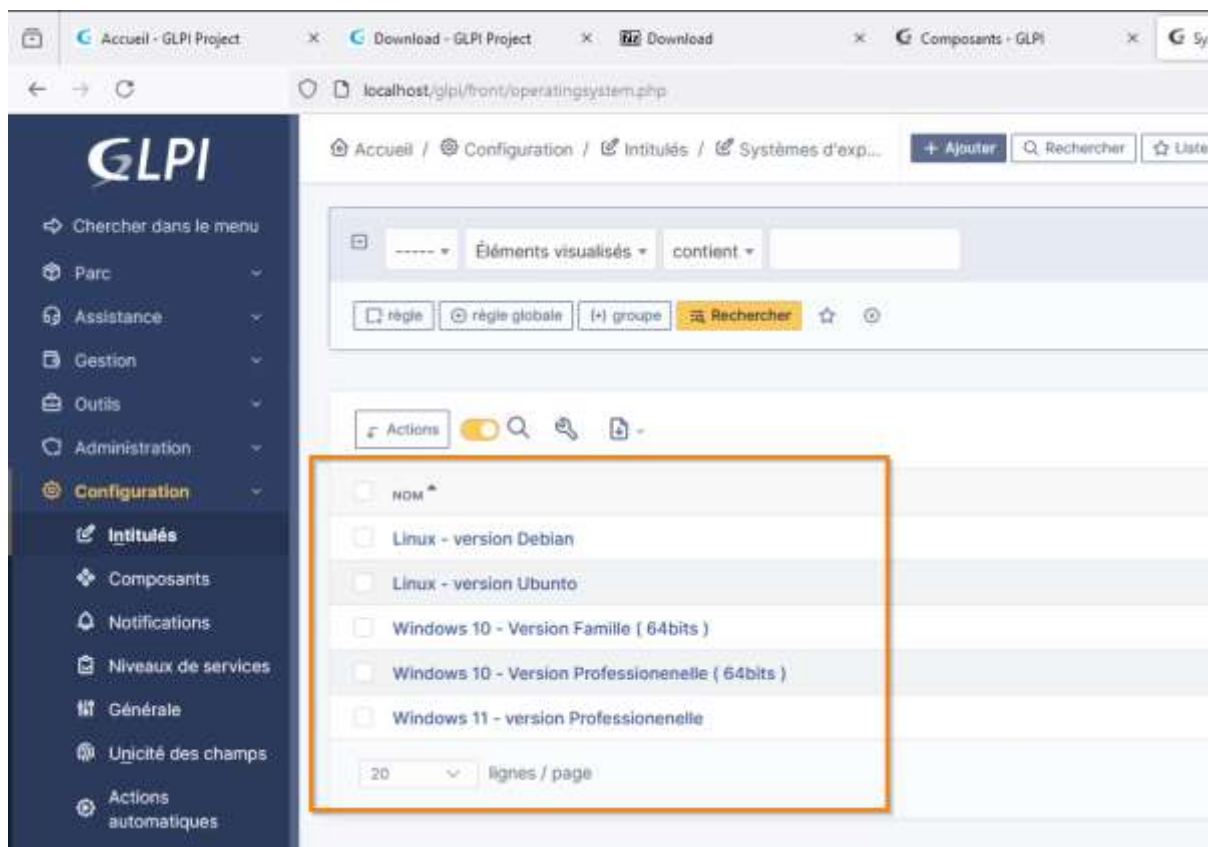 Accueil - GLPI Project
Download - GLPI Project
Download
Composants - GLPI
Sy
localhost/glpi/front/operatingsystem.php
GLPI
Accueil / Configuration / Intitulés / Systèmes d'exp...
+ Ajouter
Rechercher
Liste
Chercher dans le menu
Parc
Assistance
Gestion
Outils
Administration
Configuration
Intitulés
Composants
Notifications
Niveaux de services
Générale
Unicité des champs
Actions
automatiques
----- Éléments visualisés contient
règle règle globale (+) groupe Rechercher
Actions
NOM
Linux - version Debian
Linux - version Ubunto
Windows 10 - Version Famille ( 64bits )
Windows 10 - Version Professionenelle ( 64bits )
Windows 11 - version Professionenelle
20 lignes / page